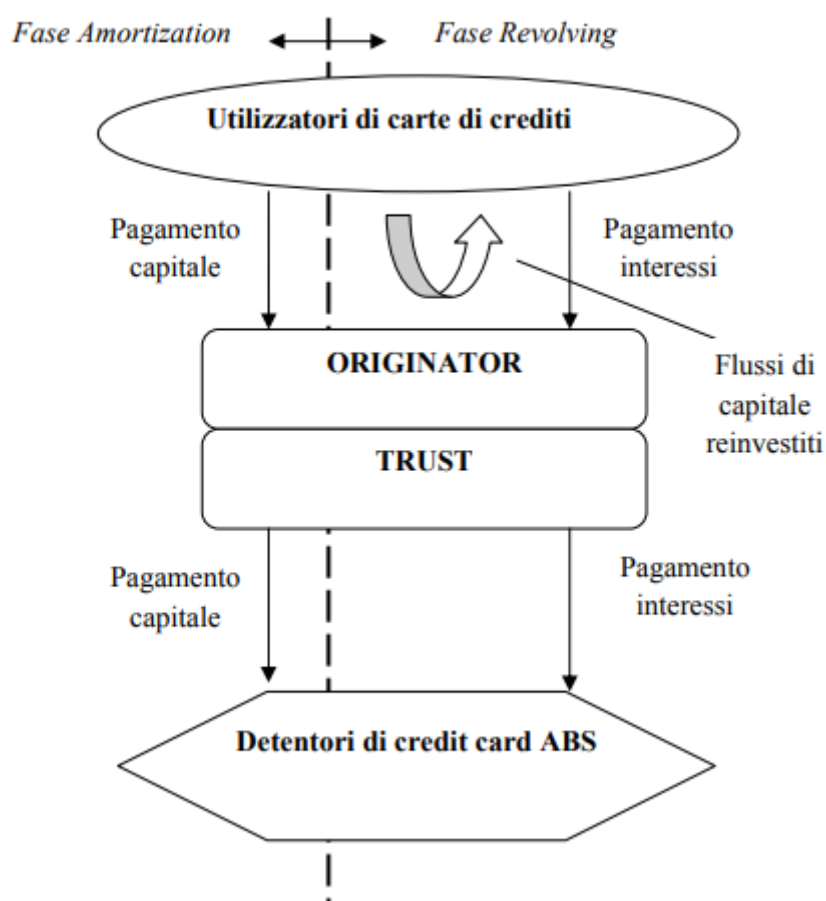 Fase Amortization
Fase Revolving
Utilizzatori di carte di crediti
Pagamento
capitale
Pagamento
interessi
ORIGINATOR
Flussi di
capitale
reinvestiti
TRUST
Pagamento
capitale
Pagamento
interessi
Detentori di credit card ABS